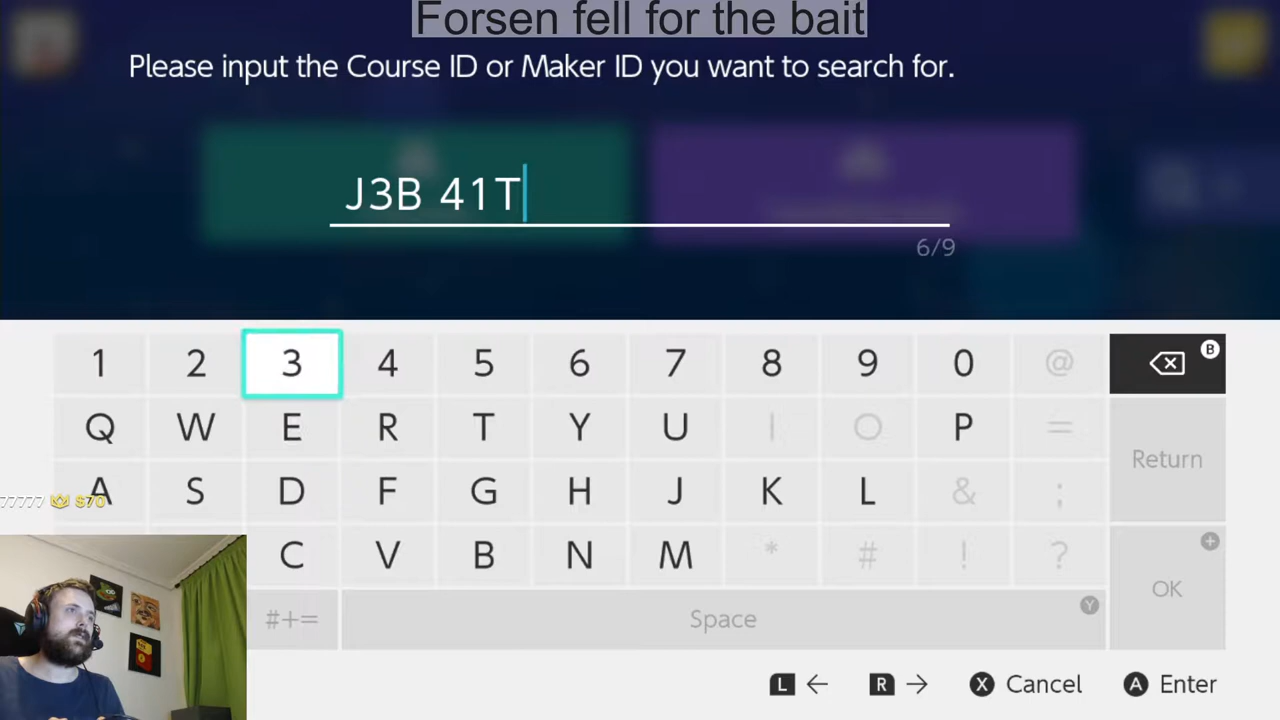 Forsen fell for the bait
Please input the Course ID or Maker ID you want to search for.
J3B 41T
6/9
1 2 3 4 5 6 7 8 9 0 @ B
Q W E R T Y U I O P =
Return
77777 $70
A S D F G H J K L & ;
C V B N M * # ! ? +
OK
#+= Space Y
L ← R → X Cancel A Enter